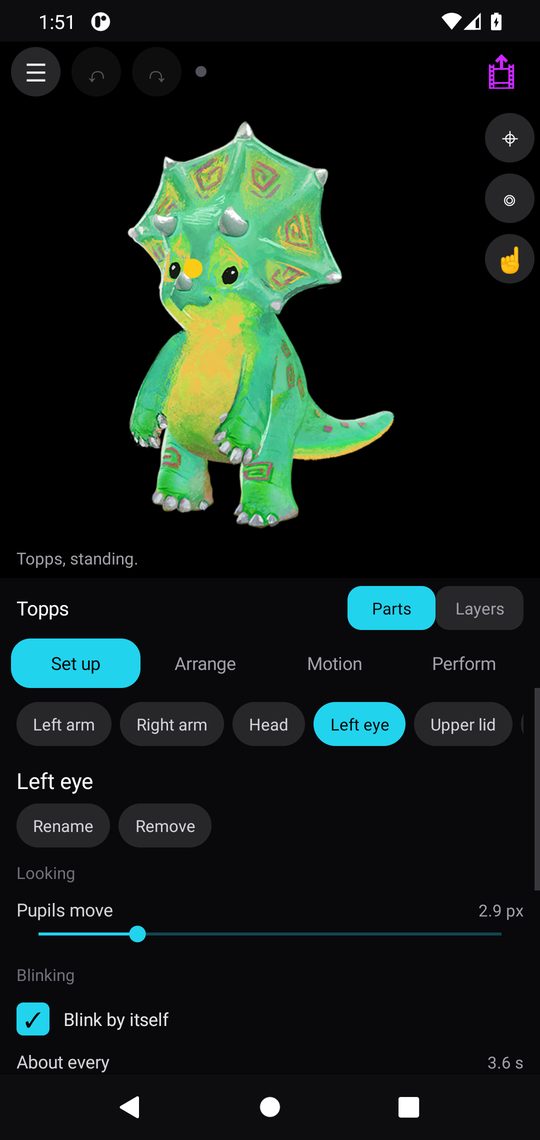 1:51
Topps, standing.
Topps
Parts
Layers
Set up
Arrange
Motion
Perform
Left arm
Right arm
Head
Left eye
Upper lid
Left eye
Rename
Remove
Looking
Pupils move
2.9 px
Blinking
Blink by itself
About every
3.6 s